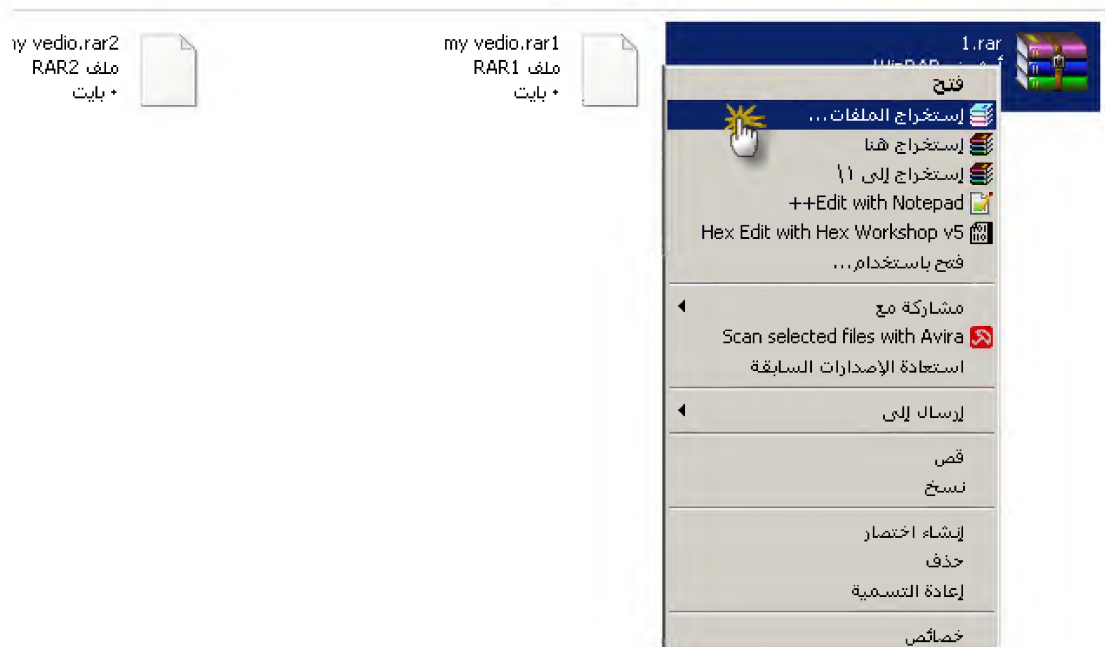 1.rar
WinRAR
my vedio.rar1
ملف RAR1
٠ بايت
y vedio.rar2
ملف RAR2
٠ بايت
فتح
إستخراج الملفات...
إستخراج هنا
إستخراج إلى ١\
Edit with Notepad++
Hex Edit with Hex Workshop v5
فتح باستخدام...
مشاركة مع
Scan selected files with Avira
استعادة الإصدارات السابقة
إرسال إلى
قص
نسخ
إنشاء اختصار
حذف
إعادة التسمية
خصائص